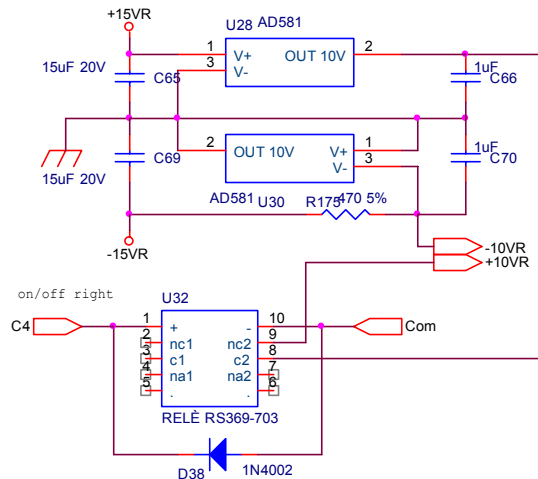 +15VR
U28 AD581
1 V+ OUT 10V 2
3 V-
15uF 20V C65
1uF C66
2 OUT 10V V+ 1
V- 3
C69
15uF 20V
1uF C70
AD581 U30
R175 470 5%
-15VR
-10VR
+10VR
on/off right
U32
C4 1 + - 10 Com
2 nc1 nc2 9
3 c1 c2 8
4 na1 na2 7
5 . . 6
RELÈ RS369-703
D38 1N4002